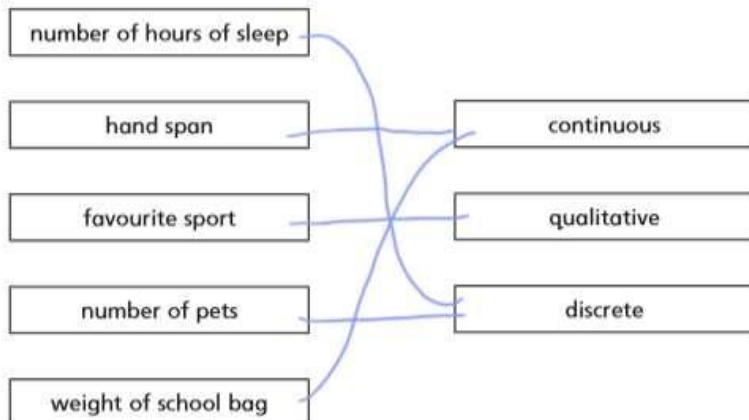 number of hours of sleep
hand span
continuous
favourite sport
qualitative
number of pets
discrete
weight of school bag